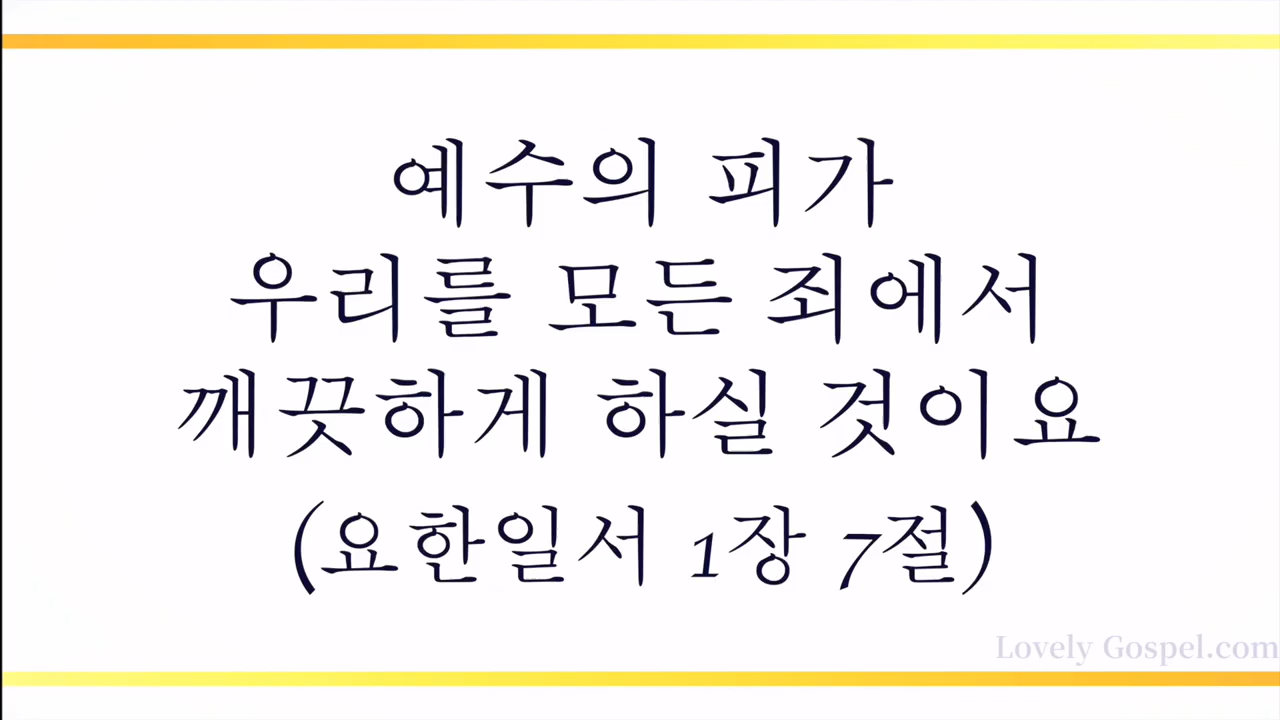 예수의 피가
우리를 모든 죄에서
깨끗하게 하실 것이요
(요한일서 1장 7절)
Lovely Gospel.com